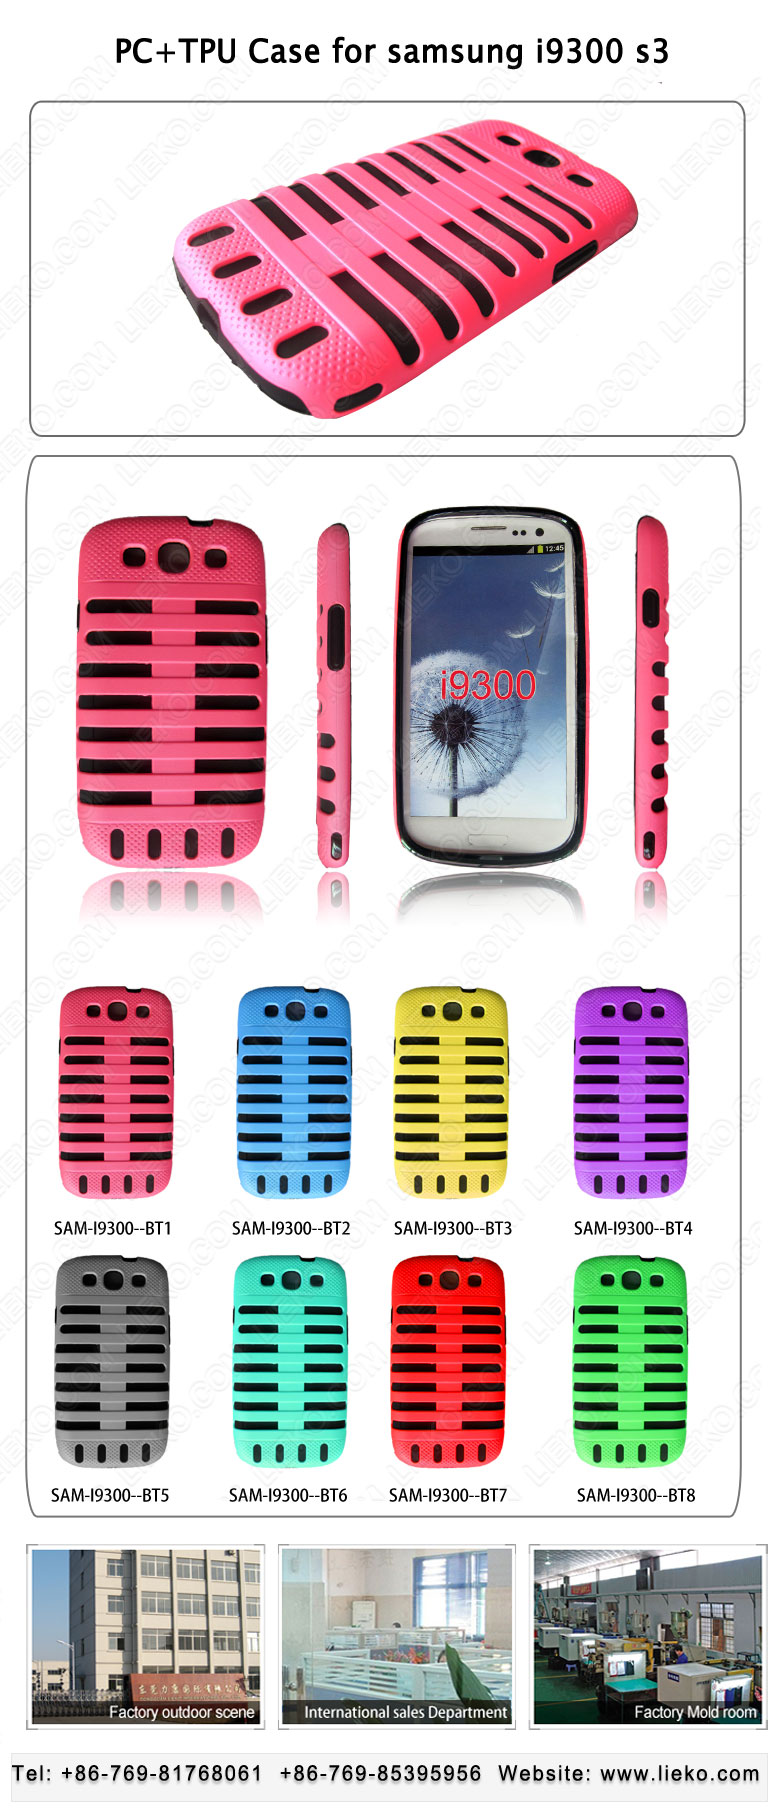 PC+TPU Case for samsung i9300 s3
12:45
i9300
SAM-I9300--BT1 SAM-I9300--BT2 SAM-I9300--BT3 SAM-I9300--BT4
SAM-I9300--BT5 SAM-I9300--BT6 SAM-I9300--BT7 SAM-I9300--BT8
Factory outdoor scene
International sales Department
Factory Mold room
Tel: +86-769-81768061 +86-769-85395956 Website: www.lieko.com
LIEKO.COM